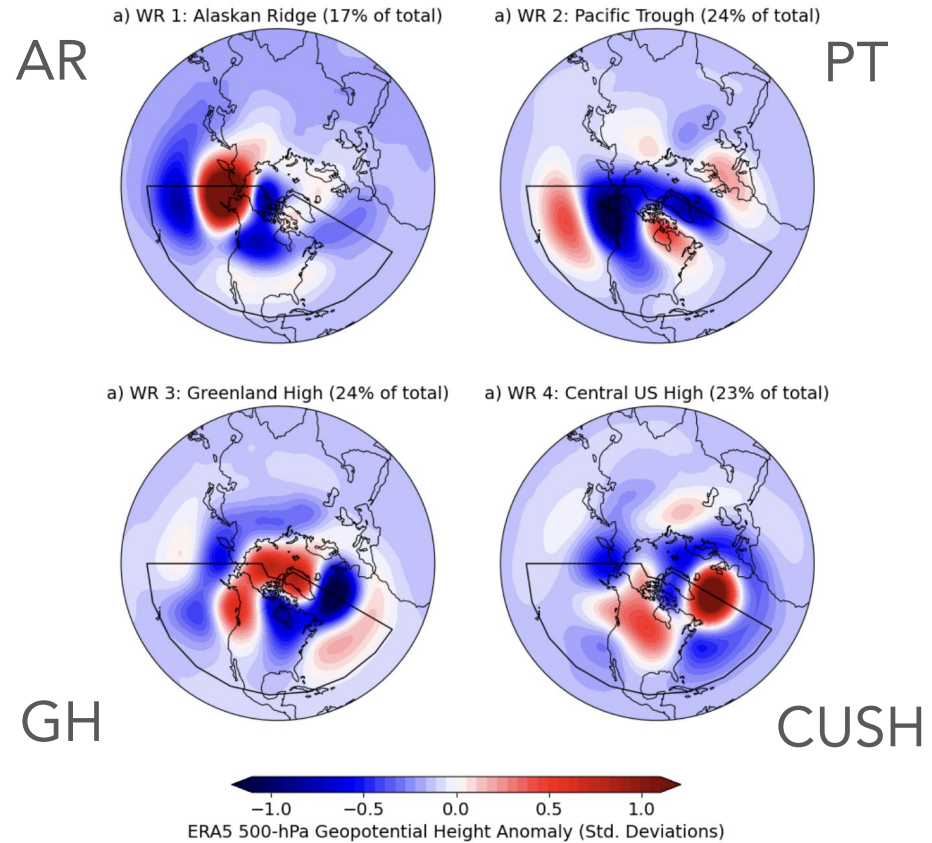 a) WR 1: Alaskan Ridge (17% of total)
a) WR 2: Pacific Trough (24% of total)
AR
PT
a) WR 3: Greenland High (24% of total)
a) WR 4: Central US High (23% of total)
GH
CUSH
−1.0 −0.5 0.0 0.5 1.0
ERA5 500-hPa Geopotential Height Anomaly (Std. Deviations)